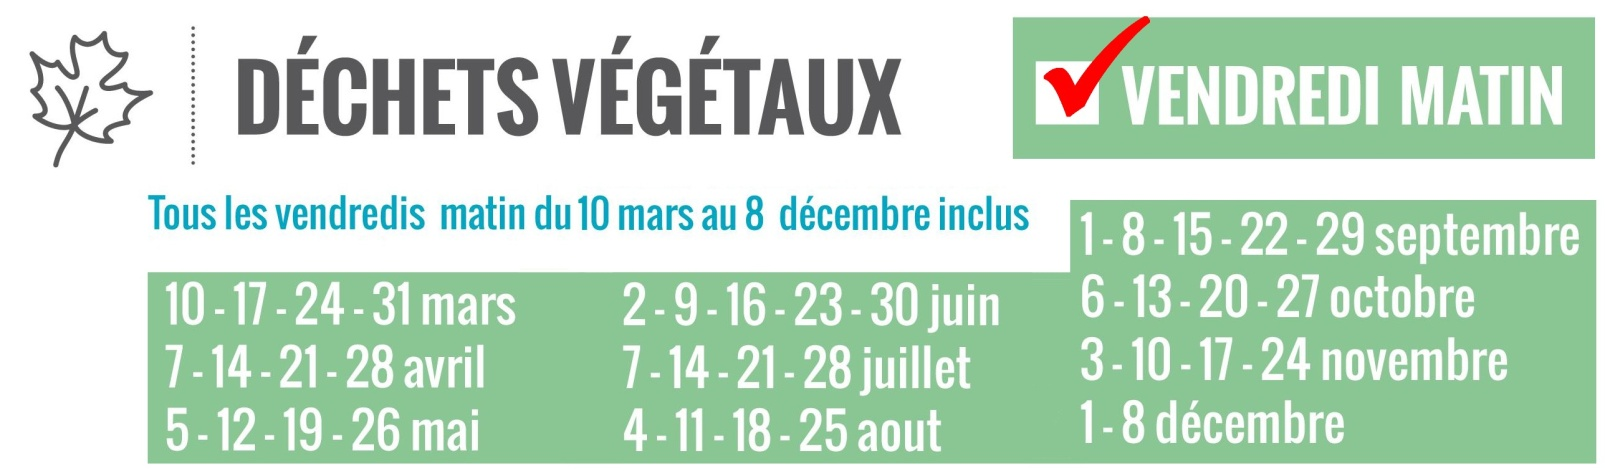 DÉCHETS VÉGÉTAUX
VENDREDI MATIN
Tous les vendredis matin du 10 mars au 8 décembre inclus
10 - 17 - 24 - 31 mars
7 - 14 - 21 - 28 avril
5 - 12 - 19 - 26 mai
2 - 9 - 16 - 23 - 30 juin
7 - 14 - 21 - 28 juillet
4 - 11 - 18 - 25 aout
1 - 8 - 15 - 22 - 29 septembre
6 - 13 - 20 - 27 octobre
3 - 10 - 17 - 24 novembre
1 - 8 décembre